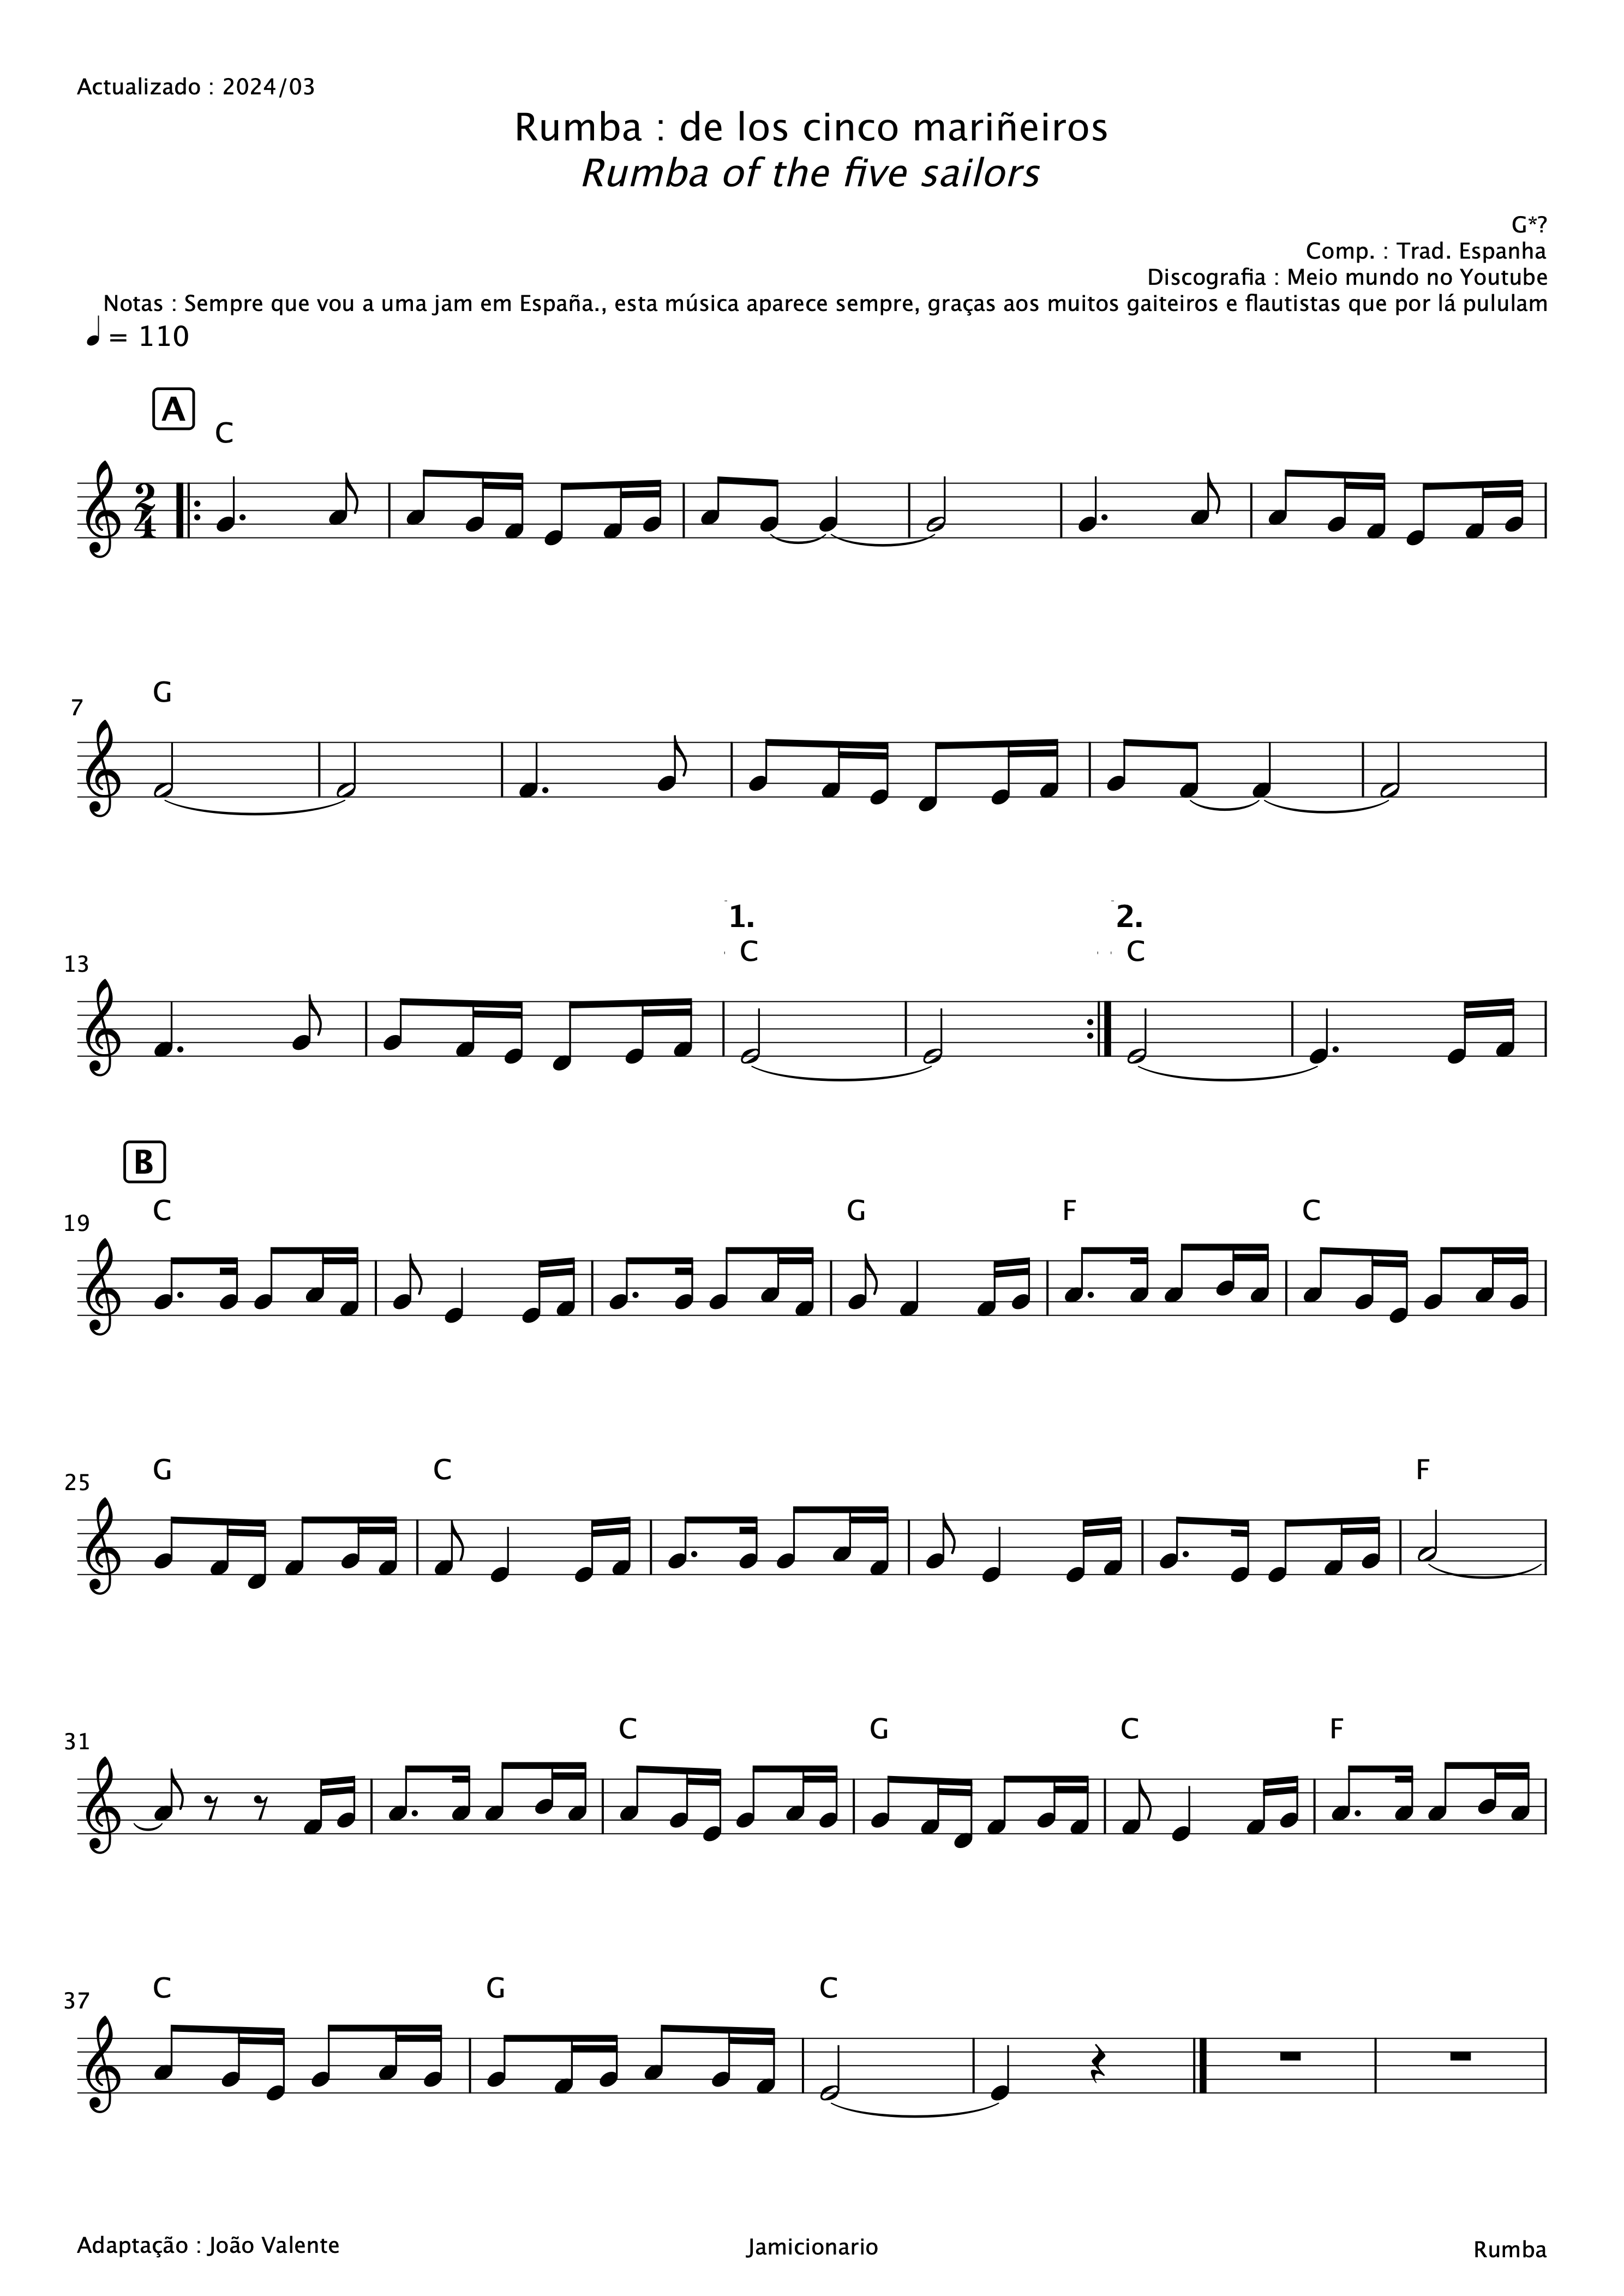 Actualizado : 2024/03
Rumba : de los cinco mariñeiros
Rumba of the five sailors
G*?
Comp. : Trad. Espanha
Discografia : Meio mundo no Youtube
Notas : Sempre que vou a uma jam em España., esta música aparece sempre, graças aos muitos gaiteiros e flautistas que por lá pululam
= 110
A
C
2
4
7
G
1.
2.
13
C
C
B
19
C
G
F
C
25
G
C
F
31
C
G
C
F
37
C
G
C
Adaptação : João Valente
Jamicionario
Rumba